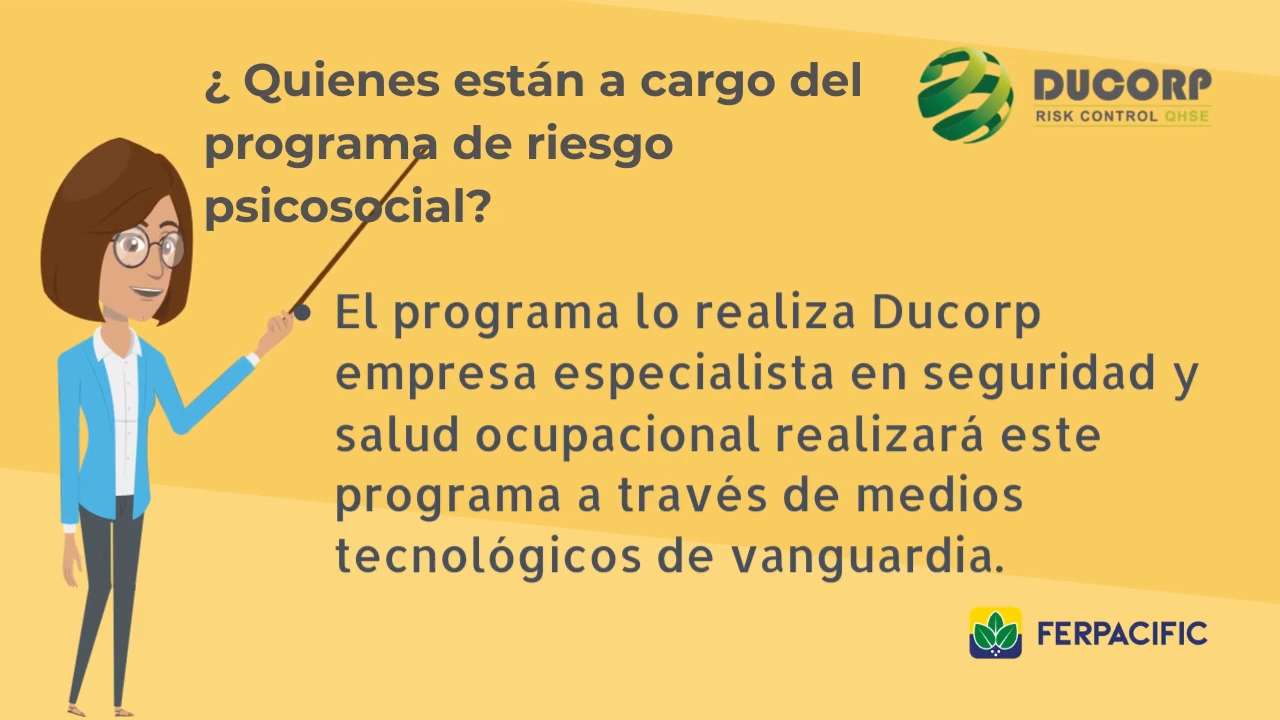 ¿ Quienes están a cargo del
programa de riesgo
psicosocial?
DUCORP
RISK CONTROL QHSE
• El programa lo realiza Ducorp
empresa especialista en seguridad y
salud ocupacional realizará este
programa a través de medios
tecnológicos de vanguardia.
FERPACIFIC